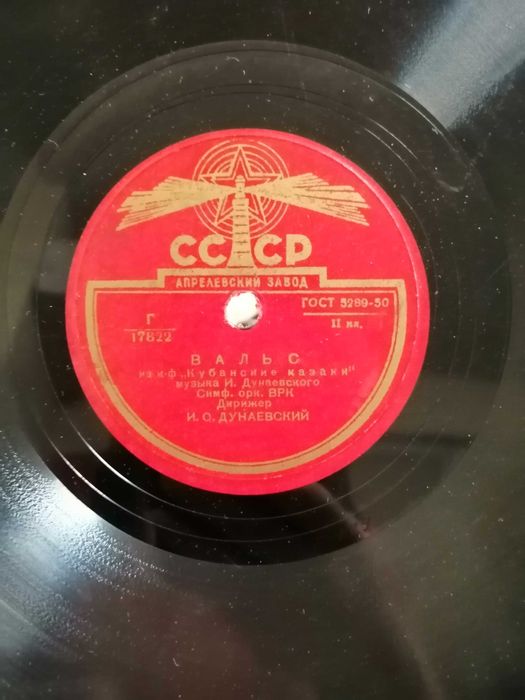 СССР
АПРЕЛЕВСКИЙ ЗАВОД
ГОСТ 5289-50
Г
17822
II кл.
ВАЛЬС
из к-ф „Кубанские казаки"
музыка И. Дунаевского
Симф. орк. ВРК
Дирижер
И. О. ДУНАЕВСКИЙ